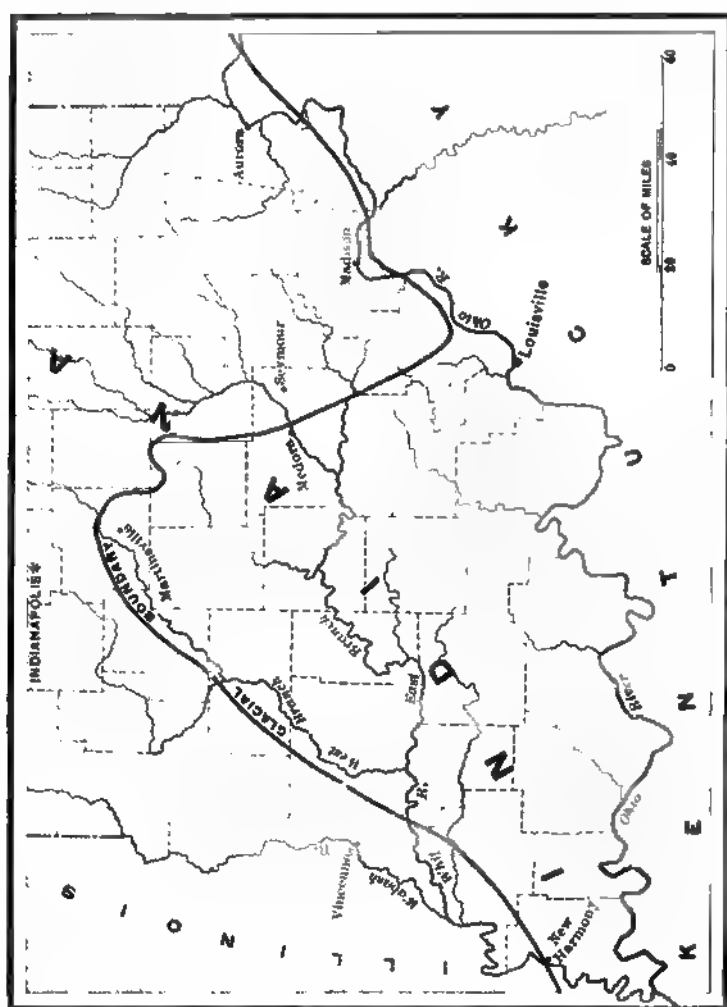 INDIANAPOLIS *
ILLINOIS
INDIANA
KENTUCKY
GLACIAL BOUNDARY
Martinsville
Vincennes
Wabash
West Branch
White R.
East Branch
Medora
Seymour
Aurora
Madison
Ohio R.
Louisville
New Harmony
Ohio River
SCALE OF MILES
0 20 40 60